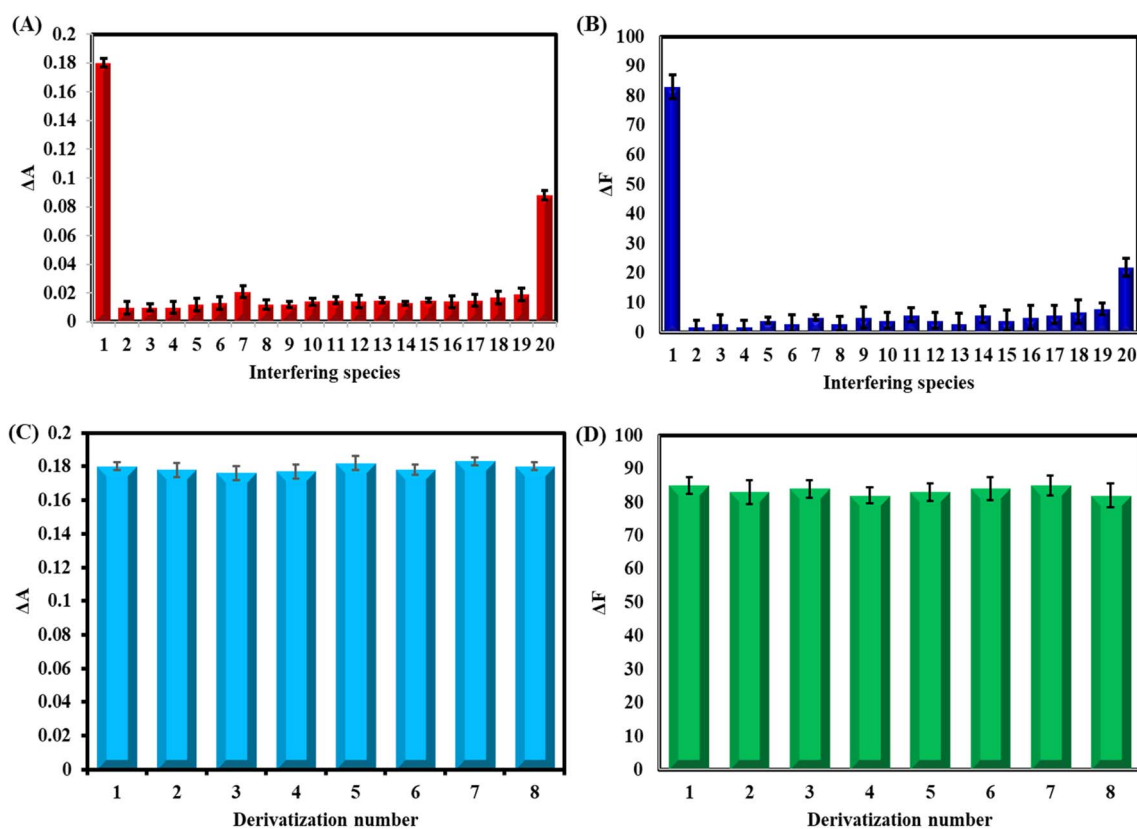 (A)
0.2
0.18
0.16
0.14
0.12
0.1
0.08
0.06
0.04
0.02
0
ΔA
1 2 3 4 5 6 7 8 9 10 11 12 13 14 15 16 17 18 19 20
Interfering species
(B)
100
90
80
70
60
50
40
30
20
10
0
ΔF
1 2 3 4 5 6 7 8 9 10 11 12 13 14 15 16 17 18 19 20
Interfering species
(C)
0.2
0.18
0.16
0.14
0.12
0.1
0.08
0.06
0.04
0.02
0
ΔA
1 2 3 4 5 6 7 8
Derivatization number
(D)
100
90
80
70
60
50
40
30
20
10
0
ΔF
1 2 3 4 5 6 7 8
Derivatization number